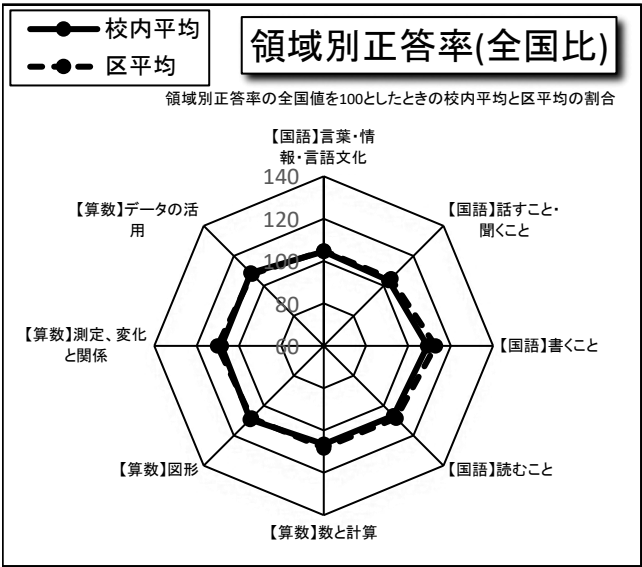 校内平均
区平均
領域別正答率(全国比)
領域別正答率の全国値を100としたときの校内平均と区平均の割合
【国語】言葉・情
報・言語文化
【国語】話すこと・
聞くこと
【国語】書くこと
【国語】読むこと
【算数】数と計算
【算数】図形
【算数】測定、変化
と関係
【算数】データの活
用
140
120
100
80
60